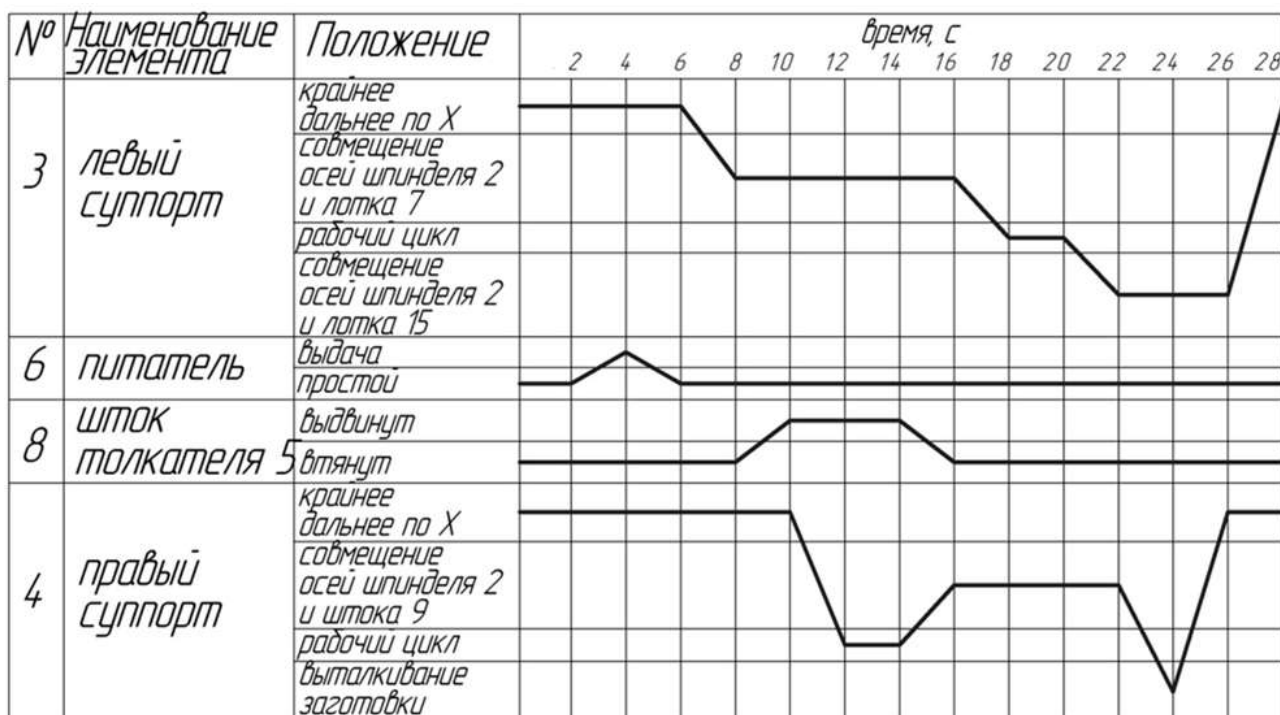 № Наименование элемента Положение время, с
2 4 6 8 10 12 14 16 18 20 22 24 26 28
3 левый суппорт
крайнее
дальнее по X
совмещение
осей шпинделя 2
и лотка 7
рабочий цикл
совмещение
осей шпинделя 2
и лотка 15
6 питатель
выдача
простой
8 шток толкателя 5
выдвинут
втянут
4 правый суппорт
крайнее
дальнее по X
совмещение
осей шпинделя 2
и штока 9
рабочий цикл
выталкивание
заготовки